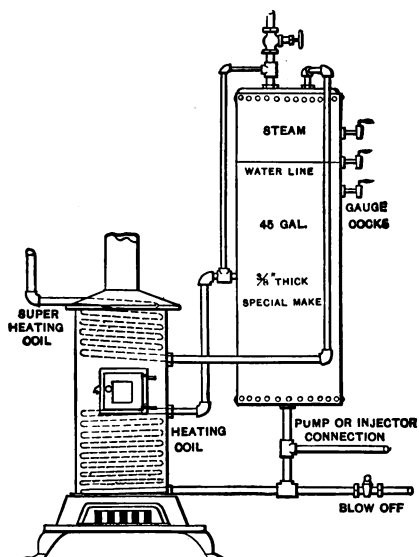 STEAM
WATER LINE
GAUGE
COCKS
45 GAL.
3/16" THICK
SPECIAL MAKE
SUPER
HEATING
COIL
HEATING
COIL
PUMP OR INJECTOR
CONNECTION
BLOW OFF